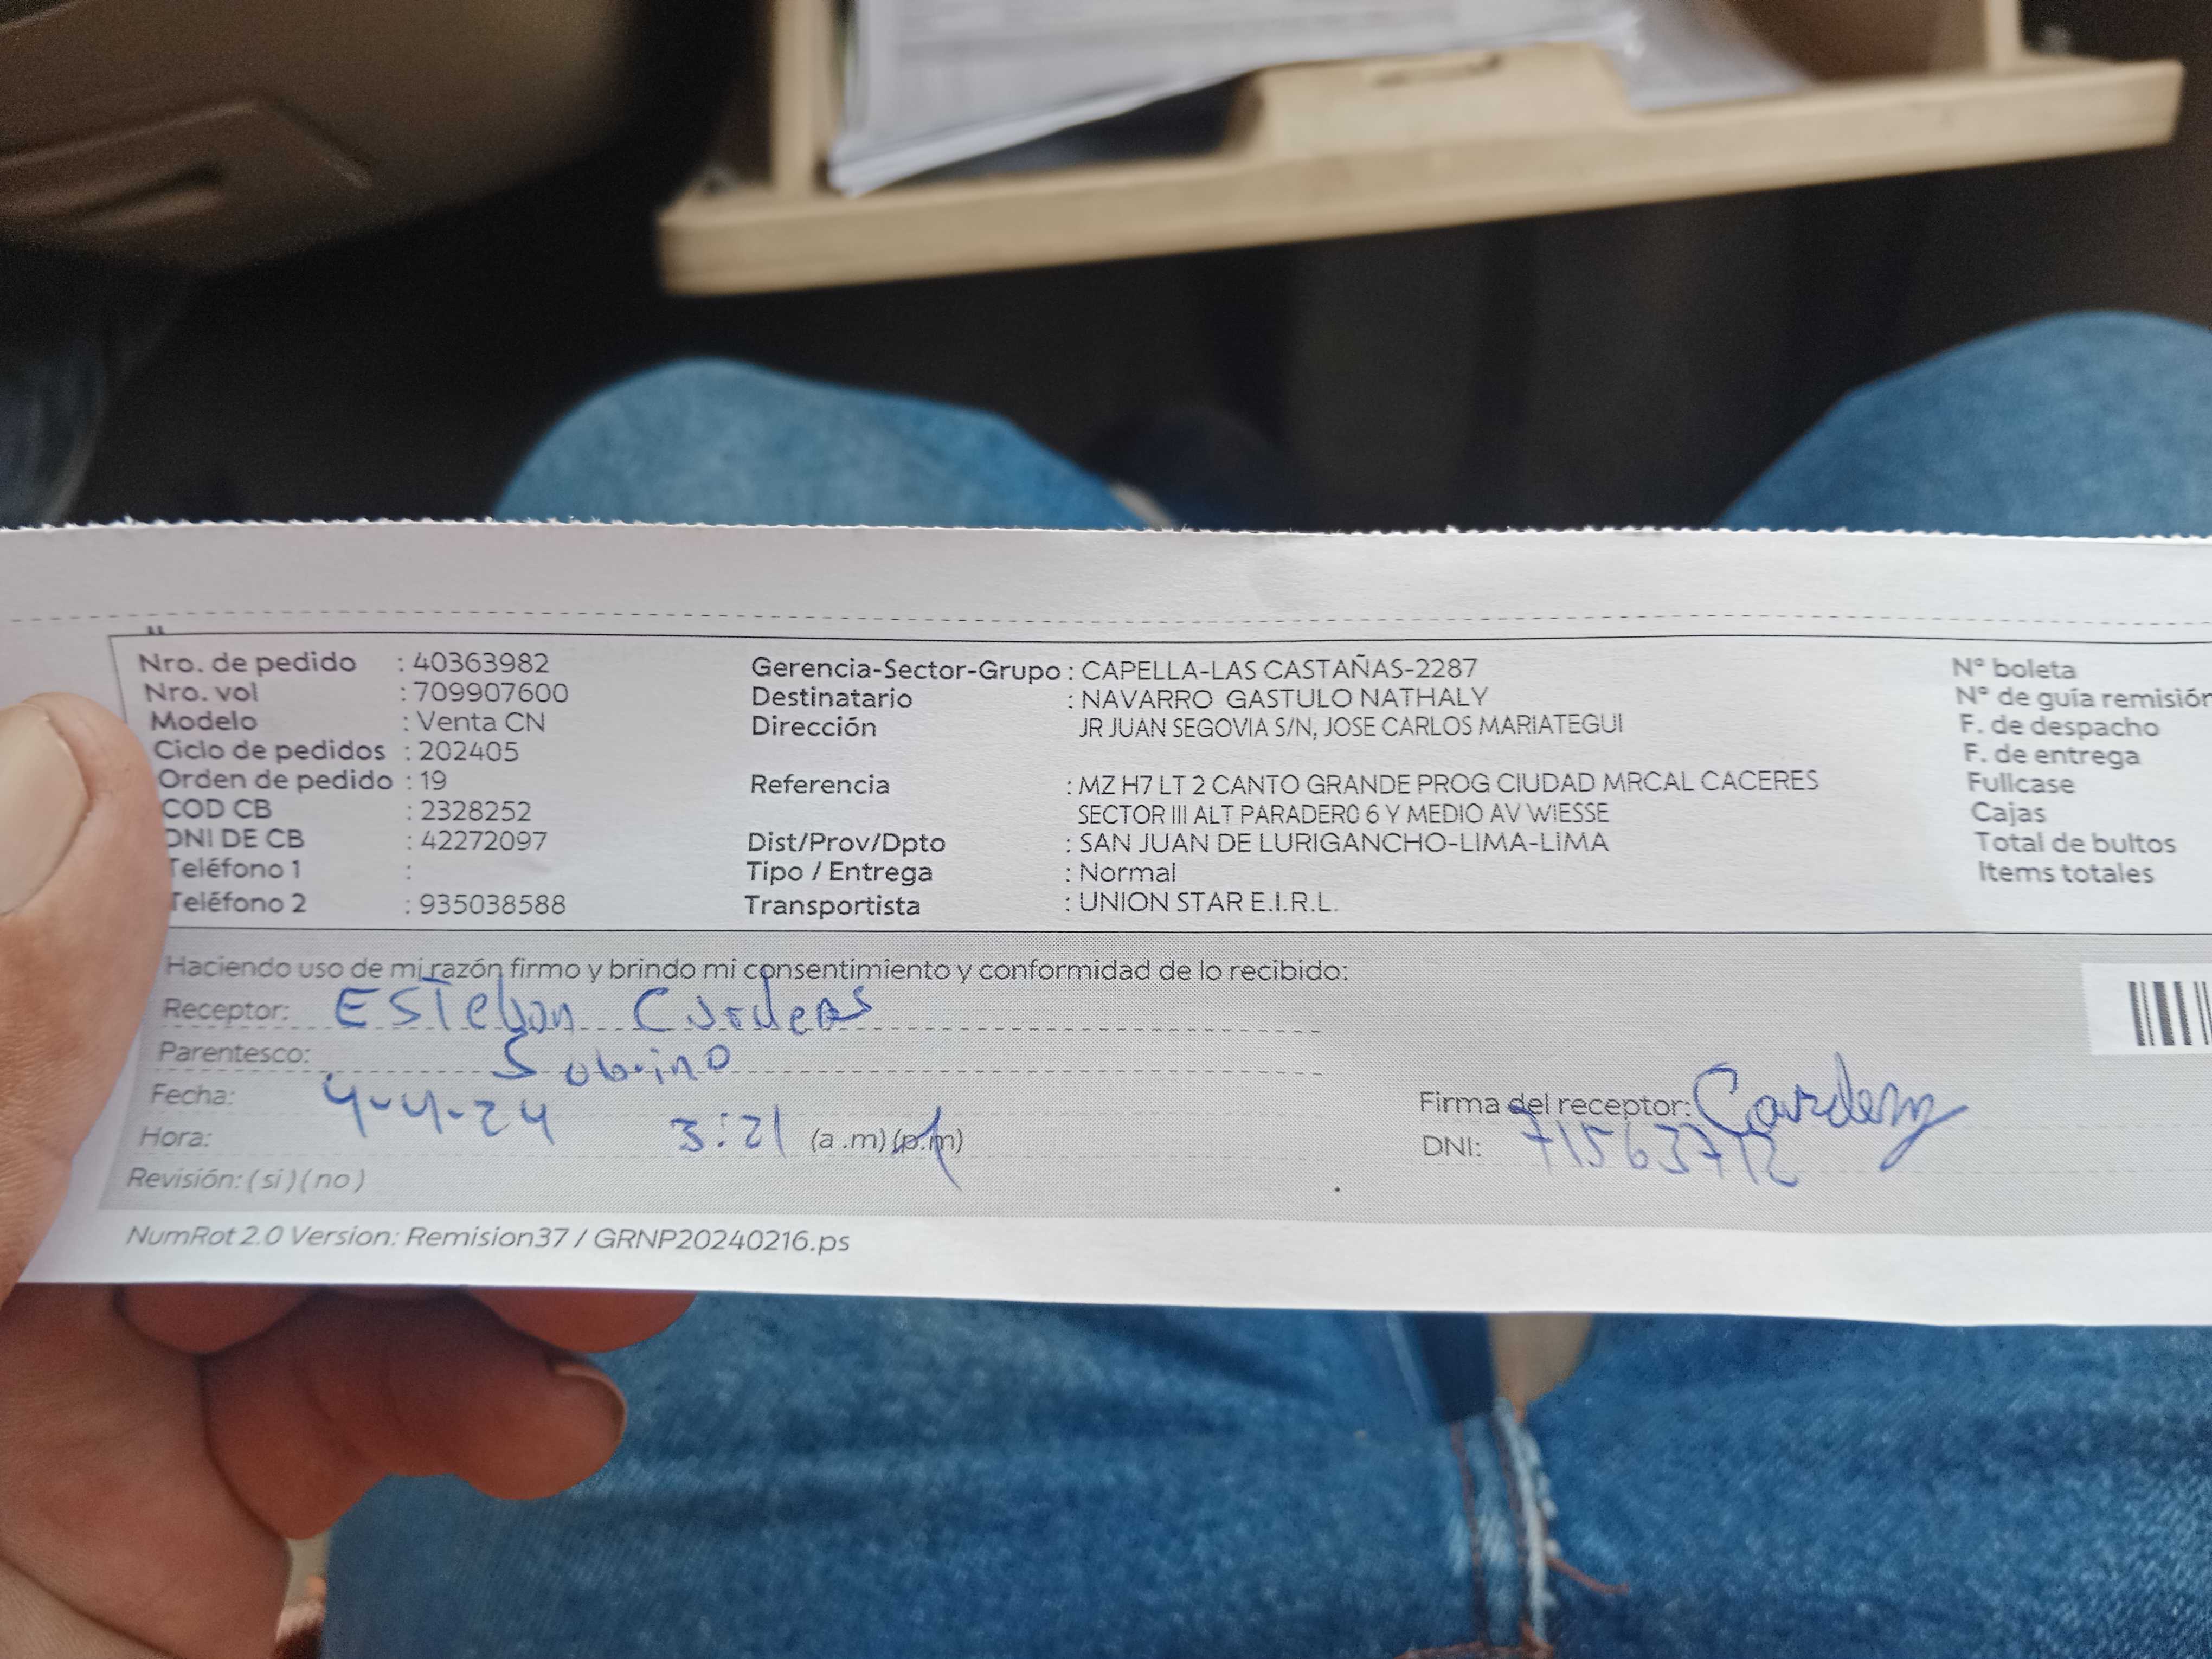 Nro. de pedido : 40363982
Nro. vol : 709907600
Modelo : Venta CN
Ciclo de pedidos : 202405
Orden de pedido : 19
COD CB : 2328252
DNI DE CB : 42272097
Teléfono 1 :
Teléfono 2 : 935038588
Gerencia-Sector-Grupo : CAPELLA-LAS CASTAÑAS-2287
Destinatario : NAVARRO GASTULO NATHALY
Dirección JR JUAN SEGOVIA S/N, JOSE CARLOS MARIATEGUI
Referencia : MZ H7 LT 2 CANTO GRANDE PROG CIUDAD MRCAL CACERES
SECTOR III ALT PARADERO 6 Y MEDIO AV WIESSE
Dist/Prov/Dpto : SAN JUAN DE LURIGANCHO-LIMA-LIMA
Tipo / Entrega : Normal
Transportista : UNION STAR E.I.R.L.
N° boleta
N° de guía remisión
F. de despacho
F. de entrega
Fullcase
Cajas
Total de bultos
Items totales
Haciendo uso de mi razón firmo y brindo mi consentimiento y conformidad de lo recibido:
Receptor: Esteban
Parentesco: Sobrino
Fecha: 4-4-24
Hora: 3:21 (a .m) (p.m)
Revisión: ( si ) ( no )
Firma del receptor:
DNI: 71563712
NumRot 2.0 Version: Remision37 / GRNP20240216.ps